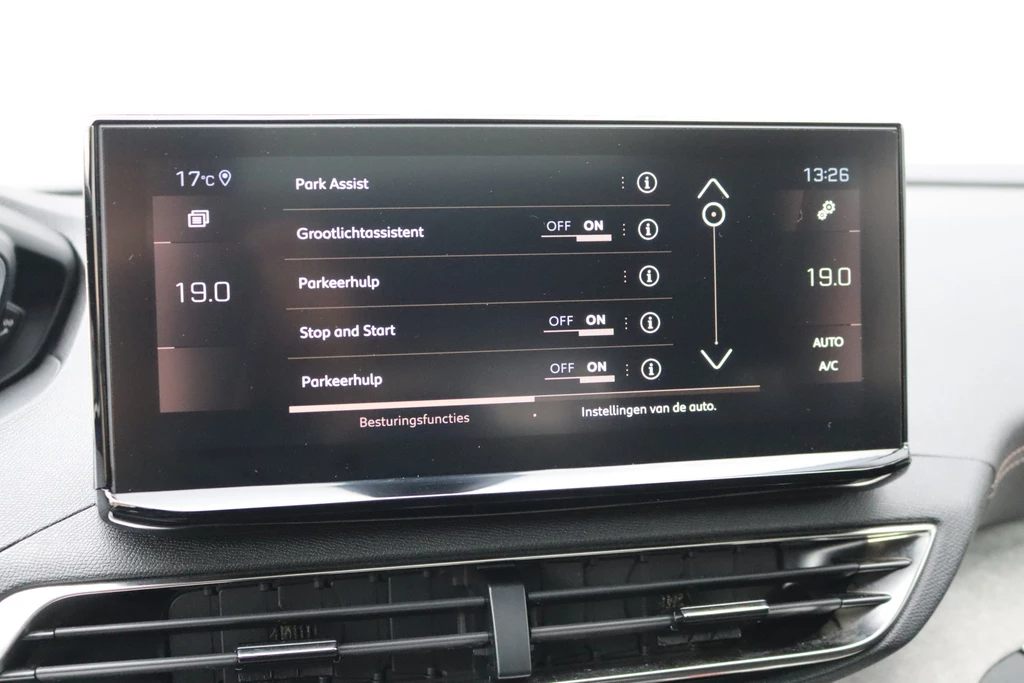 17°C
13:26
Park Assist
Grootlichtassistent OFF ON
19.0
Parkeerhulp
19.0
Stop and Start OFF ON
AUTO
Parkeerhulp OFF ON
A/C
Besturingsfuncties
Instellingen van de auto.